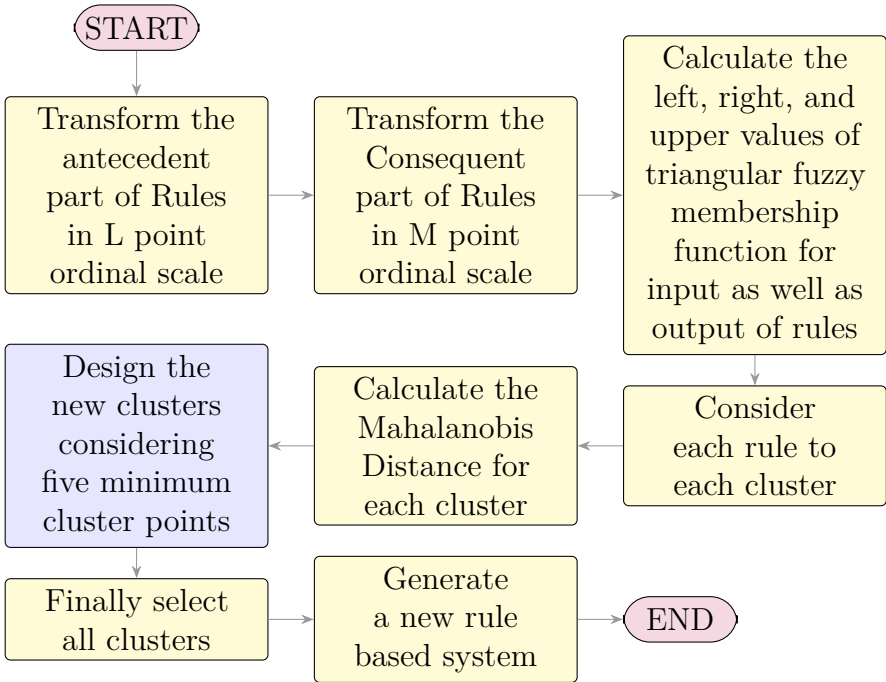 START
Transform the
antecedent
part of Rules
in L point
ordinal scale
Transform the
Consequent
part of Rules
in M point
ordinal scale
Calculate the
left, right, and
upper values of
triangular fuzzy
membership
function for
input as well as
output of rules
Consider
each rule to
each cluster
Calculate the
Mahalanobis
Distance for
each cluster
Design the
new clusters
considering
five minimum
cluster points
Finally select
all clusters
Generate
a new rule
based system
END